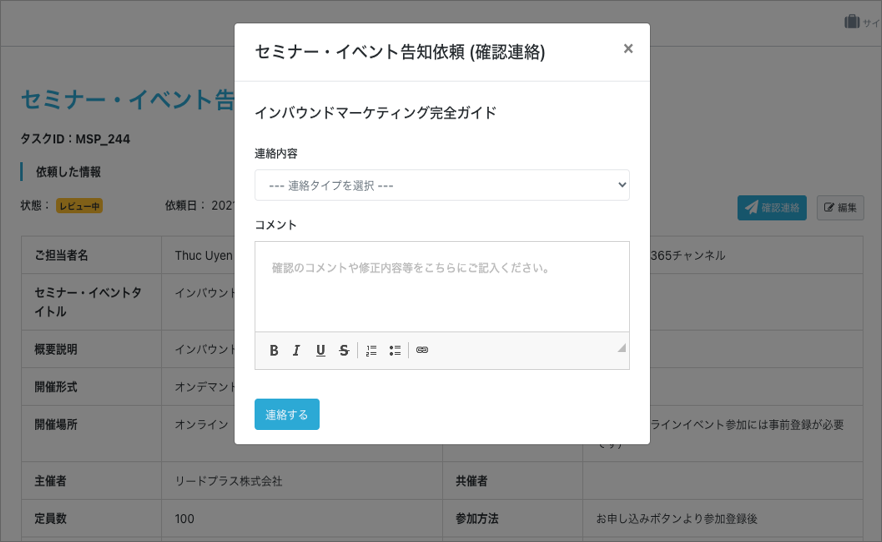 サイ
セミナー・イベント告知依頼 (確認連絡)
×
セミナー・イベント告
インバウンドマーケティング完全ガイド
タスクID：MSP_244
連絡内容
依頼した情報
--- 連絡タイプを選択 ---
状態： レビュー中 依頼日： 202
確認連絡 編集
コメント
ご担当者名 Thuc Uyen 365チャンネル
確認のコメントや修正内容等をこちらにご記入ください。
セミナー・イベントタ
イトル
インバウント
概要説明 インバウント
B I U S
開催形式 オンデマント
連絡する
開催場所 オンライン ラインイベント参加には事前登録が必要
です)
主催者 リードプラス株式会社 共催者
定員数 100 参加方法 お申し込みボタンより参加登録後